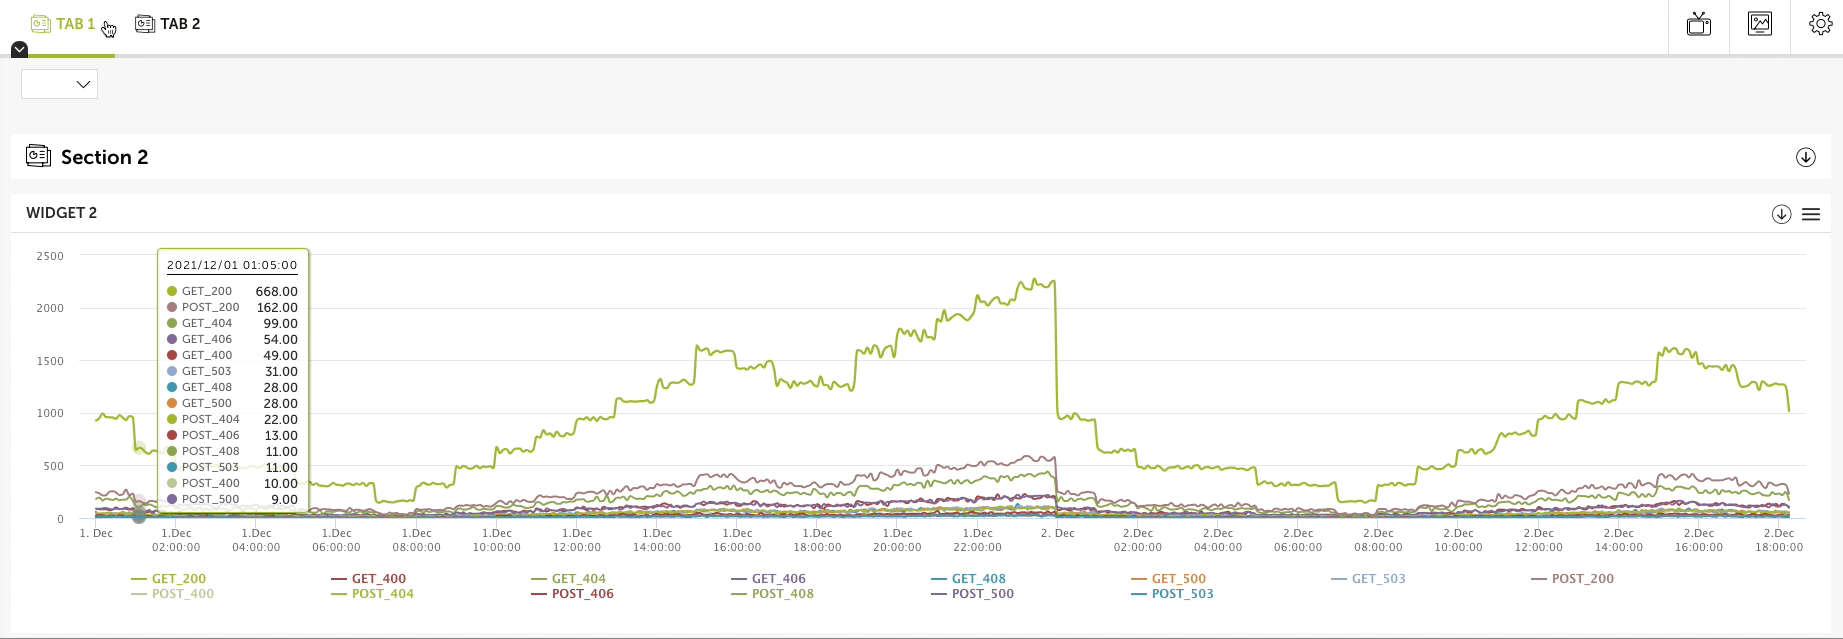 TAB 1 TAB 2
Section 2
WIDGET 2
2500
2000
1500
1000
500
0
2021/12/01 01:05:00
GET_200 668.00
POST_200 162.00
GET_404 99.00
GET_406 54.00
GET_400 49.00
GET_503 31.00
GET_408 28.00
GET_500 28.00
POST_404 22.00
POST_406 13.00
POST_408 11.00
POST_503 11.00
POST_400 10.00
POST_500 9.00
1. Dec 1.Dec 1.Dec 1.Dec 1.Dec 1.Dec 1.Dec 1.Dec 1.Dec 1.Dec 1.Dec 1.Dec 2. Dec 2.Dec 2.Dec 2.Dec 2.Dec 2.Dec 2.Dec 2.Dec 2.Dec 2.Dec
02:00:00 04:00:00 06:00:00 08:00:00 10:00:00 12:00:00 14:00:00 16:00:00 18:00:00 20:00:00 22:00:00 02:00:00 04:00:00 06:00:00 08:00:00 10:00:00 12:00:00 14:00:00 16:00:00 18:00:00
GET_200 GET_400 GET_404 GET_406 GET_408 GET_500 GET_503 POST_200
POST_400 POST_404 POST_406 POST_408 POST_500 POST_503